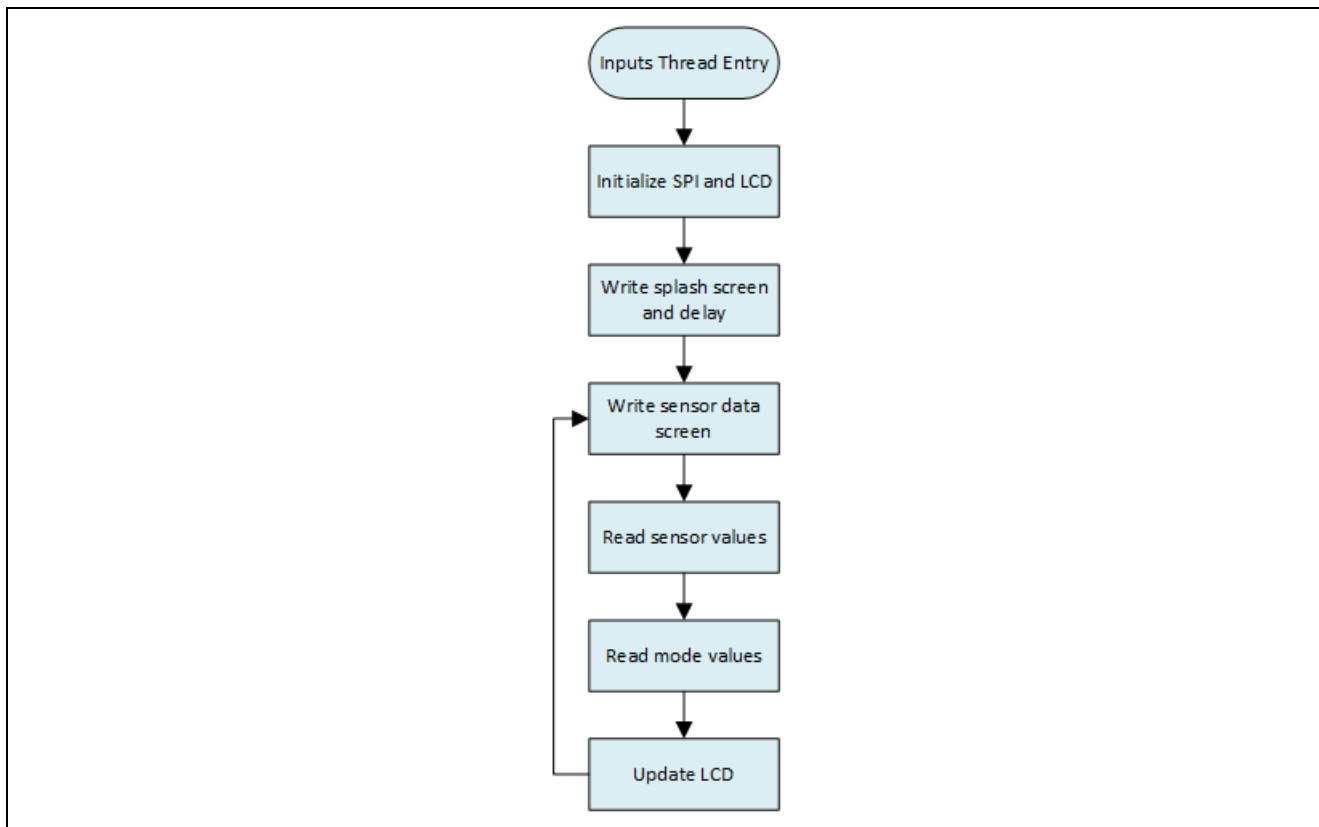 Inputs Thread Entry
Initialize SPI and LCD
Write splash screen
and delay
Write sensor data
screen
Read sensor values
Read mode values
Update LCD